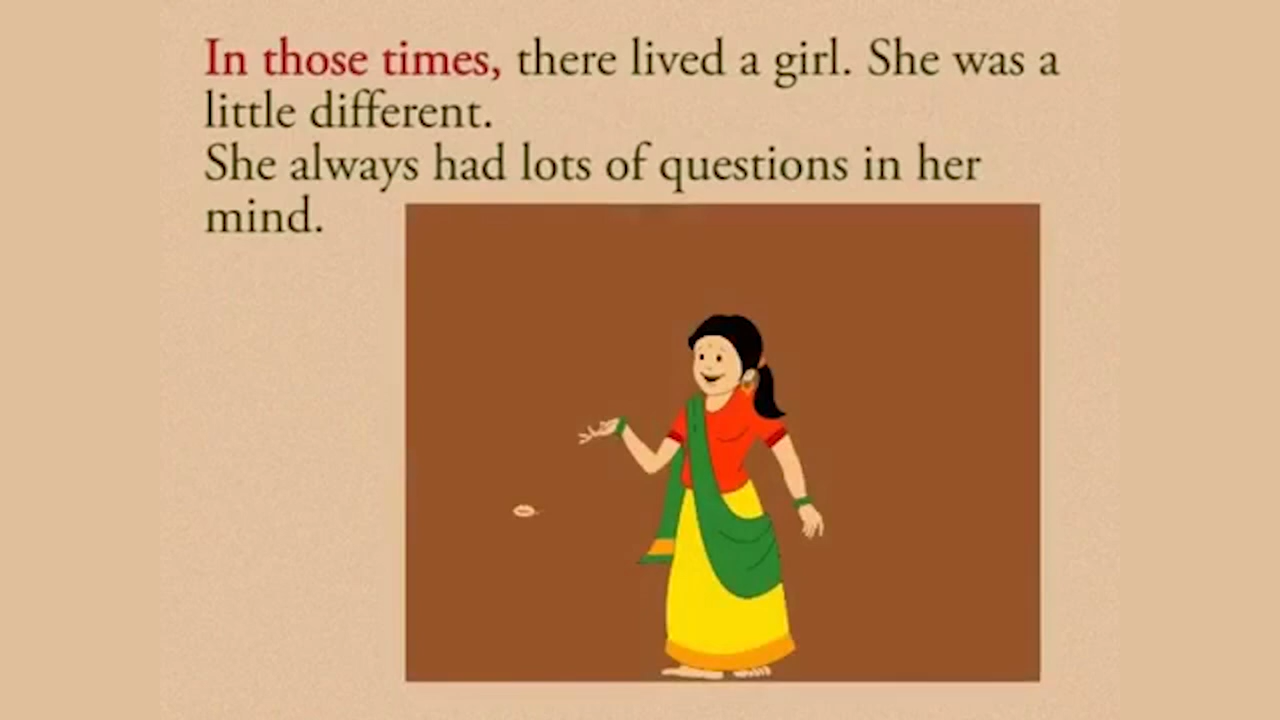 In those times, there lived a girl. She was a
little different.
She always had lots of questions in her
mind.